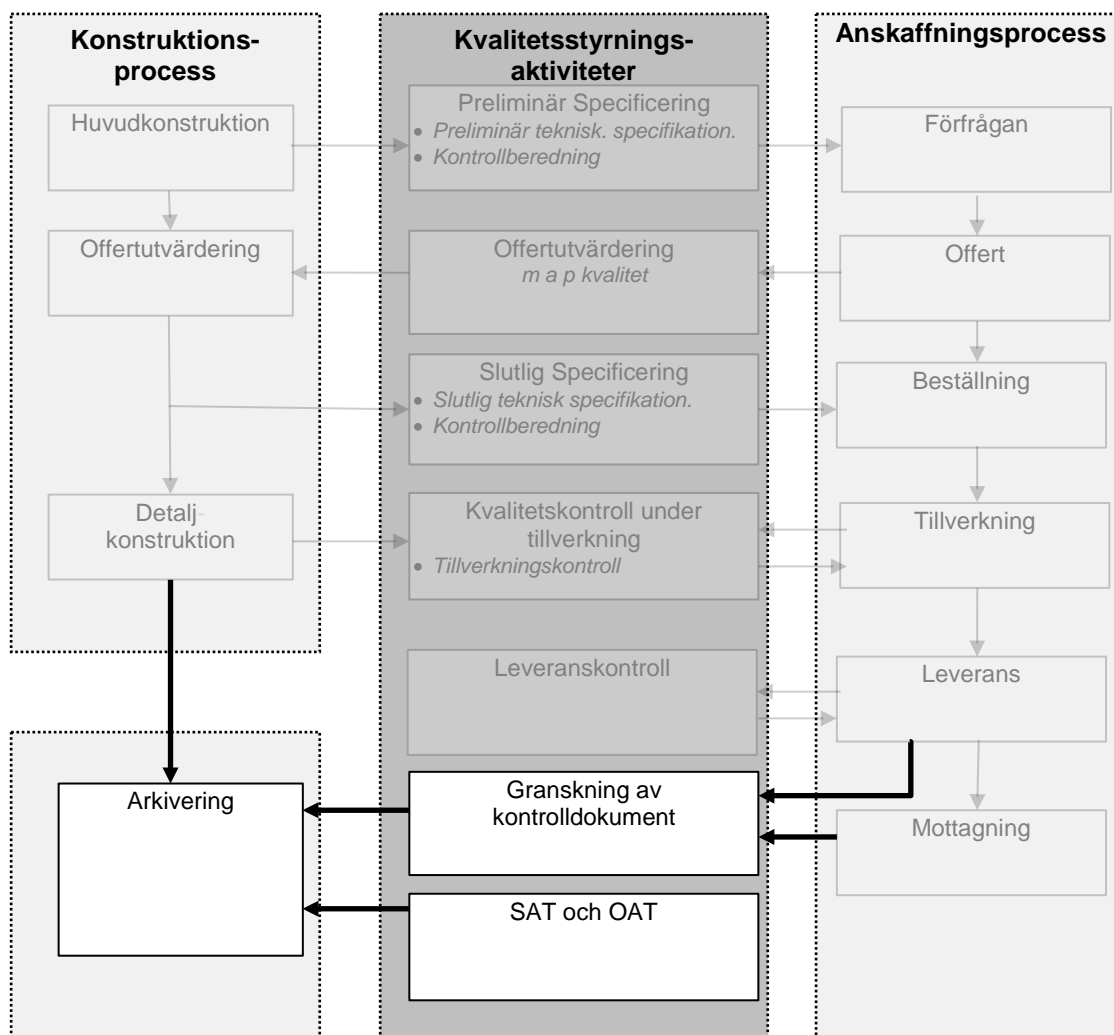 Konstruktions-
process
Huvudkonstruktion
Offertutvärdering
Detalj-
konstruktion
Arkivering
Kvalitetsstyrnings-
aktiviteter
Preliminär Specificering
• Preliminär teknisk. specifikation.
• Kontrollberedning
Offertutvärdering
m a p kvalitet
Slutlig Specificering
• Slutlig teknisk specifikation.
• Kontrollberedning
Kvalitetskontroll under
tillverkning
• Tillverkningskontroll
Leveranskontroll
Granskning av
kontrolldokument
SAT och OAT
Anskaffningsprocess
Förfrågan
Offert
Beställning
Tillverkning
Leverans
Mottagning